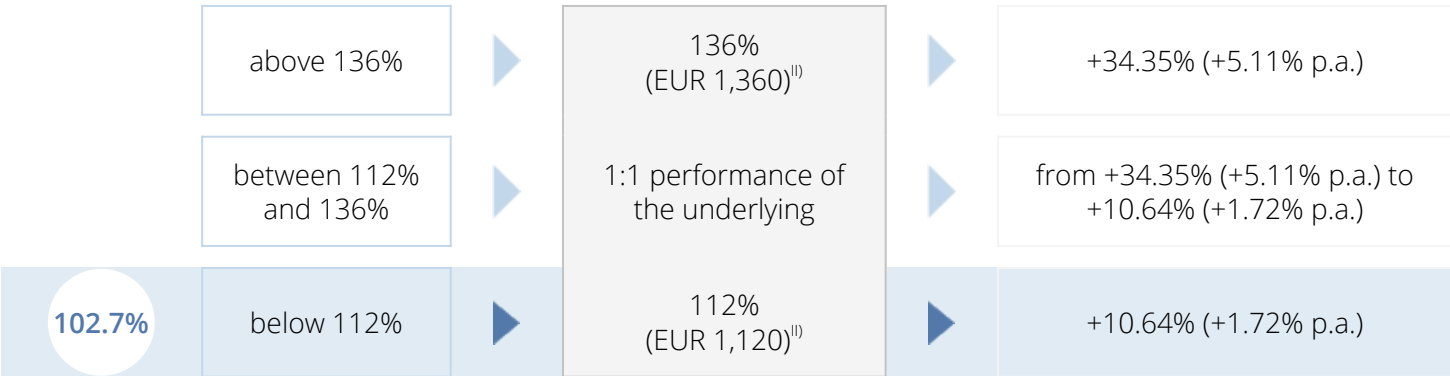 above 136%
136%
(EUR 1,360)II)
+34.35% (+5.11% p.a.)
between 112%
and 136%
1:1 performance of
the underlying
from +34.35% (+5.11% p.a.) to
+10.64% (+1.72% p.a.)
102.7%
below 112%
112%
(EUR 1,120)II)
+10.64% (+1.72% p.a.)